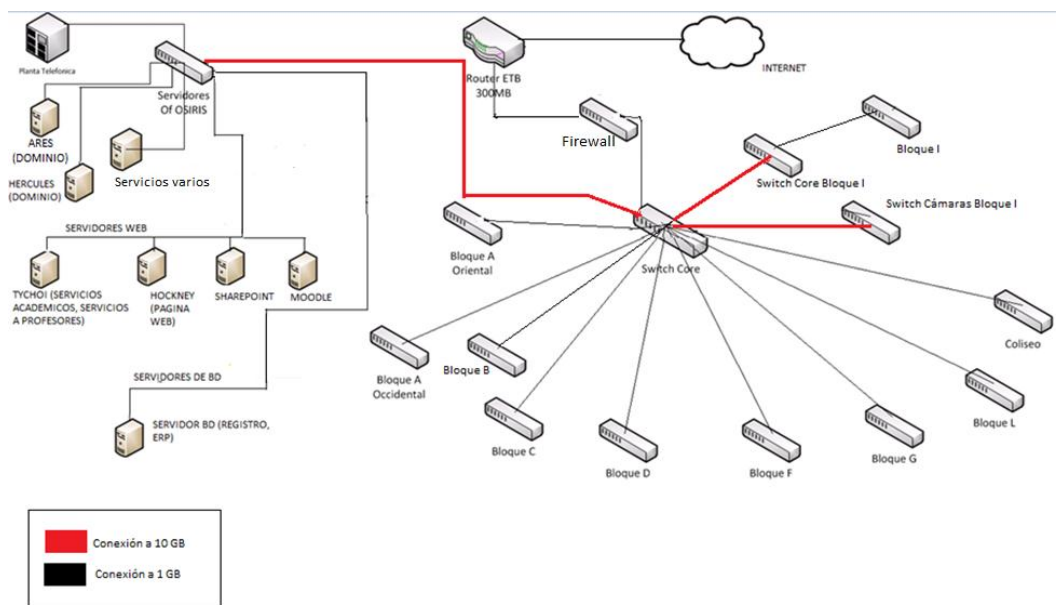 Planta Telefonica
Servidores
Of OSIRIS
Router ETB
300MB
INTERNET
Firewall
Bloque I
Switch Core Bloque I
Switch Cámaras Bloque I
ARES
(DOMINIO)
HERCULES
(DOMINIO)
Servicios varios
SERVIDORES WEB
Bloque A
Oriental
Switch Core
TYCHOI (SERVICIOS
ACADEMICOS, SERVICIOS
A PROFESORES)
HOCKNEY
(PAGINA
WEB)
SHAREPOINT
MOODLE
Coliseo
Bloque A
Occidental
Bloque B
SERVIDORES DE BD
Bloque L
SERVIDOR BD (REGISTRO,
ERP)
Bloque C
Bloque D
Bloque F
Bloque G
Conexión a 10 GB
Conexión a 1 GB